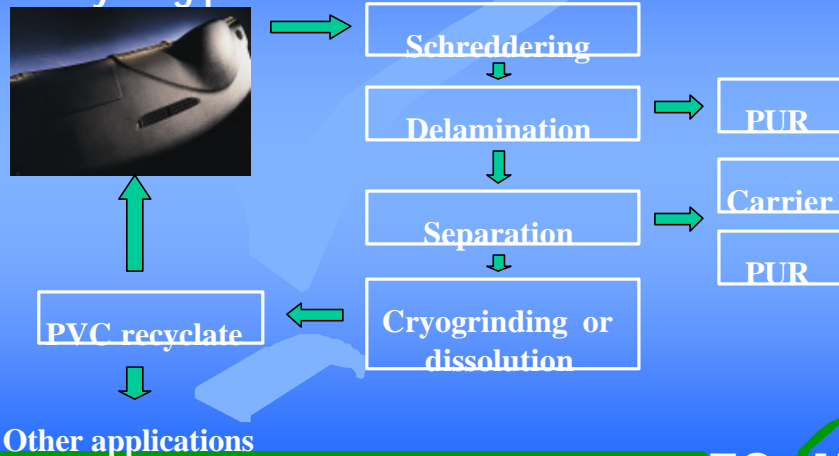 Schreddering
Delamination
PUR
Separation
Carrier
PUR
Cryogrinding or
dissolution
PVC recyclate
Other applications